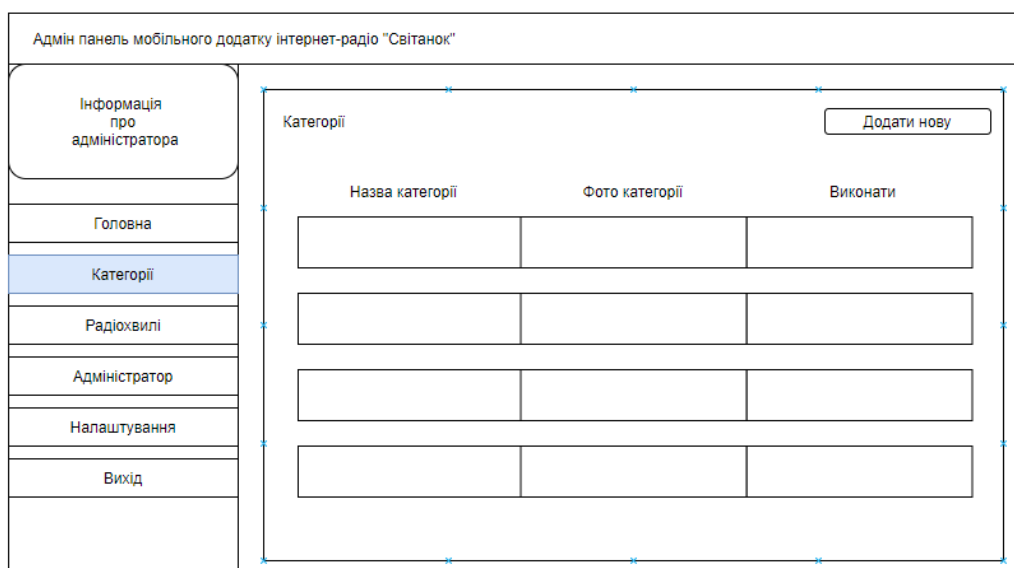 Адмін панель мобільного додатку інтернет-радіо "Світанок"
Інформація
про
адміністратора
Головна
Категорії
Радіохвилі
Адміністратор
Налаштування
Вихід
Категорії
Додати нову
Назва категорії
Фото категорії
Виконати